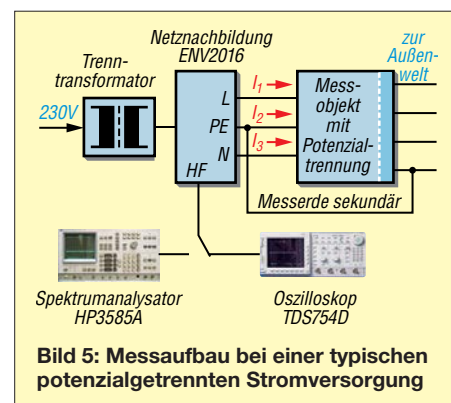 Netznachbildung
ENV2016
zur
Außen-
welt
Trenn-
transformator
230V
L
PE
N
HF
I1
I2
I3
Mess-
objekt
mit
Potenzial-
trennung
Messerde sekundär
Spektrumanalysator
HP3585A
Oszilloskop
TDS754D
Bild 5: Messaufbau bei einer typischen
potenzialgetrennten Stromversorgung